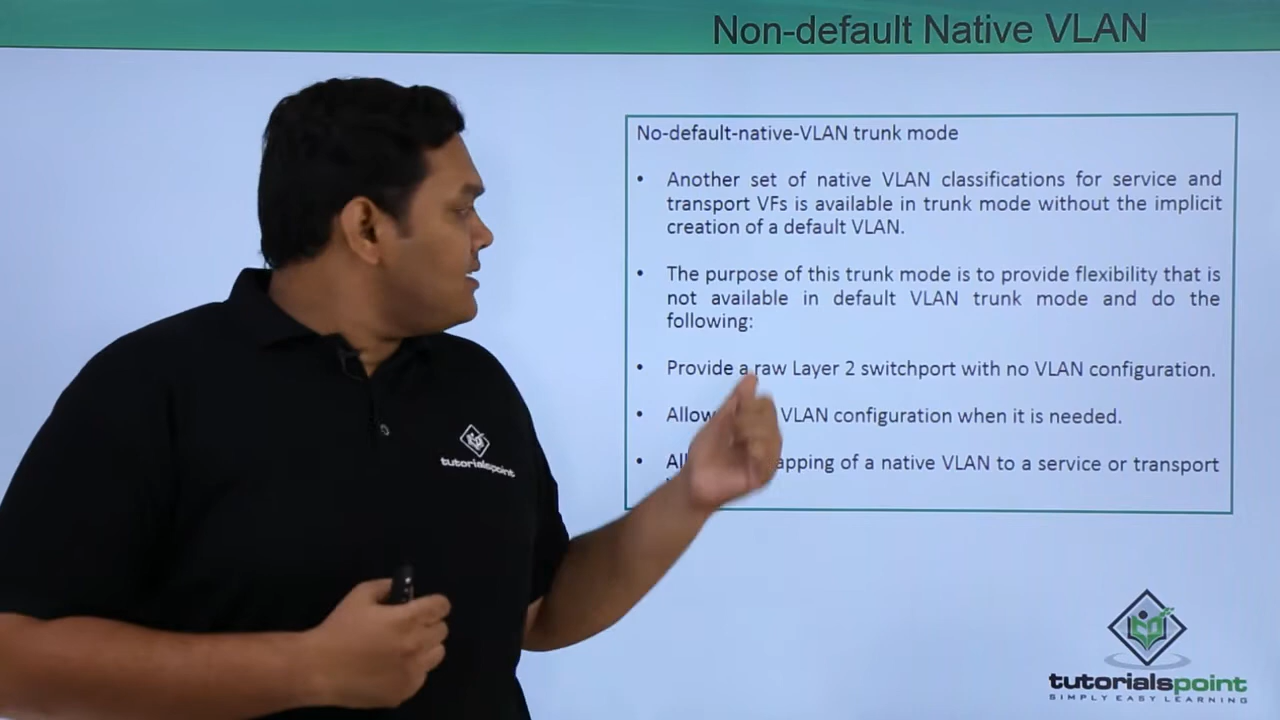 Non-default Native VLAN
No-default-native-VLAN trunk mode
• Another set of native VLAN classifications for service and
transport VFs is available in trunk mode without the implicit
creation of a default VLAN.
• The purpose of this trunk mode is to provide flexibility that is
not available in default VLAN trunk mode and do the
following:
• Provide a raw Layer 2 switchport with no VLAN configuration.
• Allow VLAN configuration when it is needed.
• of a native VLAN to a service or transport
tutorialspoint
tutorialspoint
SIMPLY EASY LEARNING